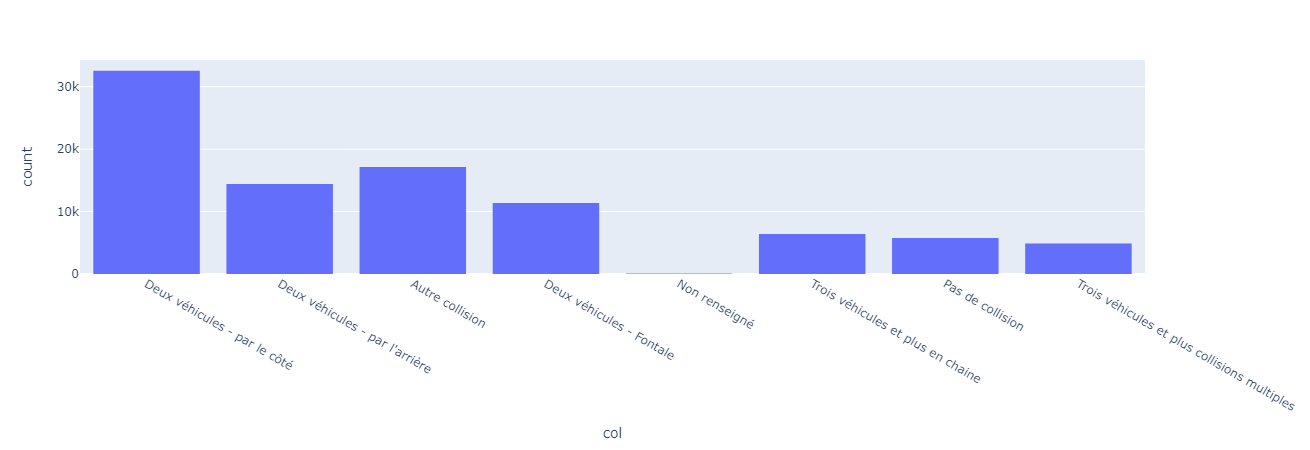 count
30k
20k
10k
0
Deux véhicules - par le côté
Deux véhicules - par l'arrière
Autre collision
Deux véhicules - Fontale
Non renseigné
Trois véhicules et plus en chaine
Pas de collision
Trois véhicules et plus collisions multiples
col